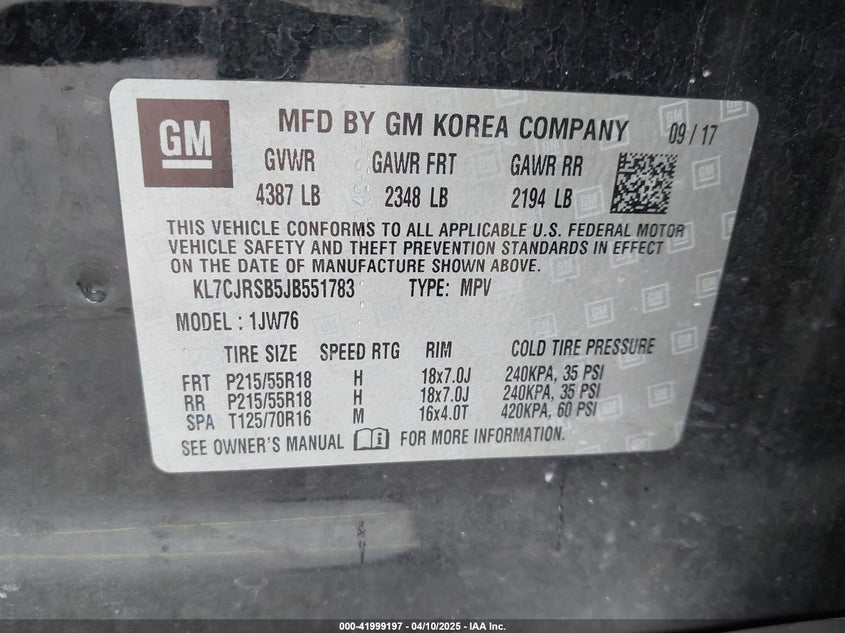 GM
MFD BY GM KOREA COMPANY 09/17
GVWR GAWR FRT GAWR RR
4387 LB 2348 LB 2194 LB
THIS VEHICLE CONFORMS TO ALL APPLICABLE U.S. FEDERAL MOTOR
VEHICLE SAFETY AND THEFT PREVENTION STANDARDS IN EFFECT
ON THE DATE OF MANUFACTURE SHOWN ABOVE.
KL7CJRSB5JB551783 TYPE: MPV
MODEL : 1JW76
TIRE SIZE SPEED RTG RIM COLD TIRE PRESSURE
FRT P215/55R18 H 18x7.0J 240KPA, 35 PSI
RR P215/55R18 H 18x7.0J 240KPA, 35 PSI
SPA T125/70R16 M 16x4.0T 420KPA, 60 PSI
SEE OWNER'S MANUAL FOR MORE INFORMATION.
000-41999197 - 04/10/2025 - IAA Inc.